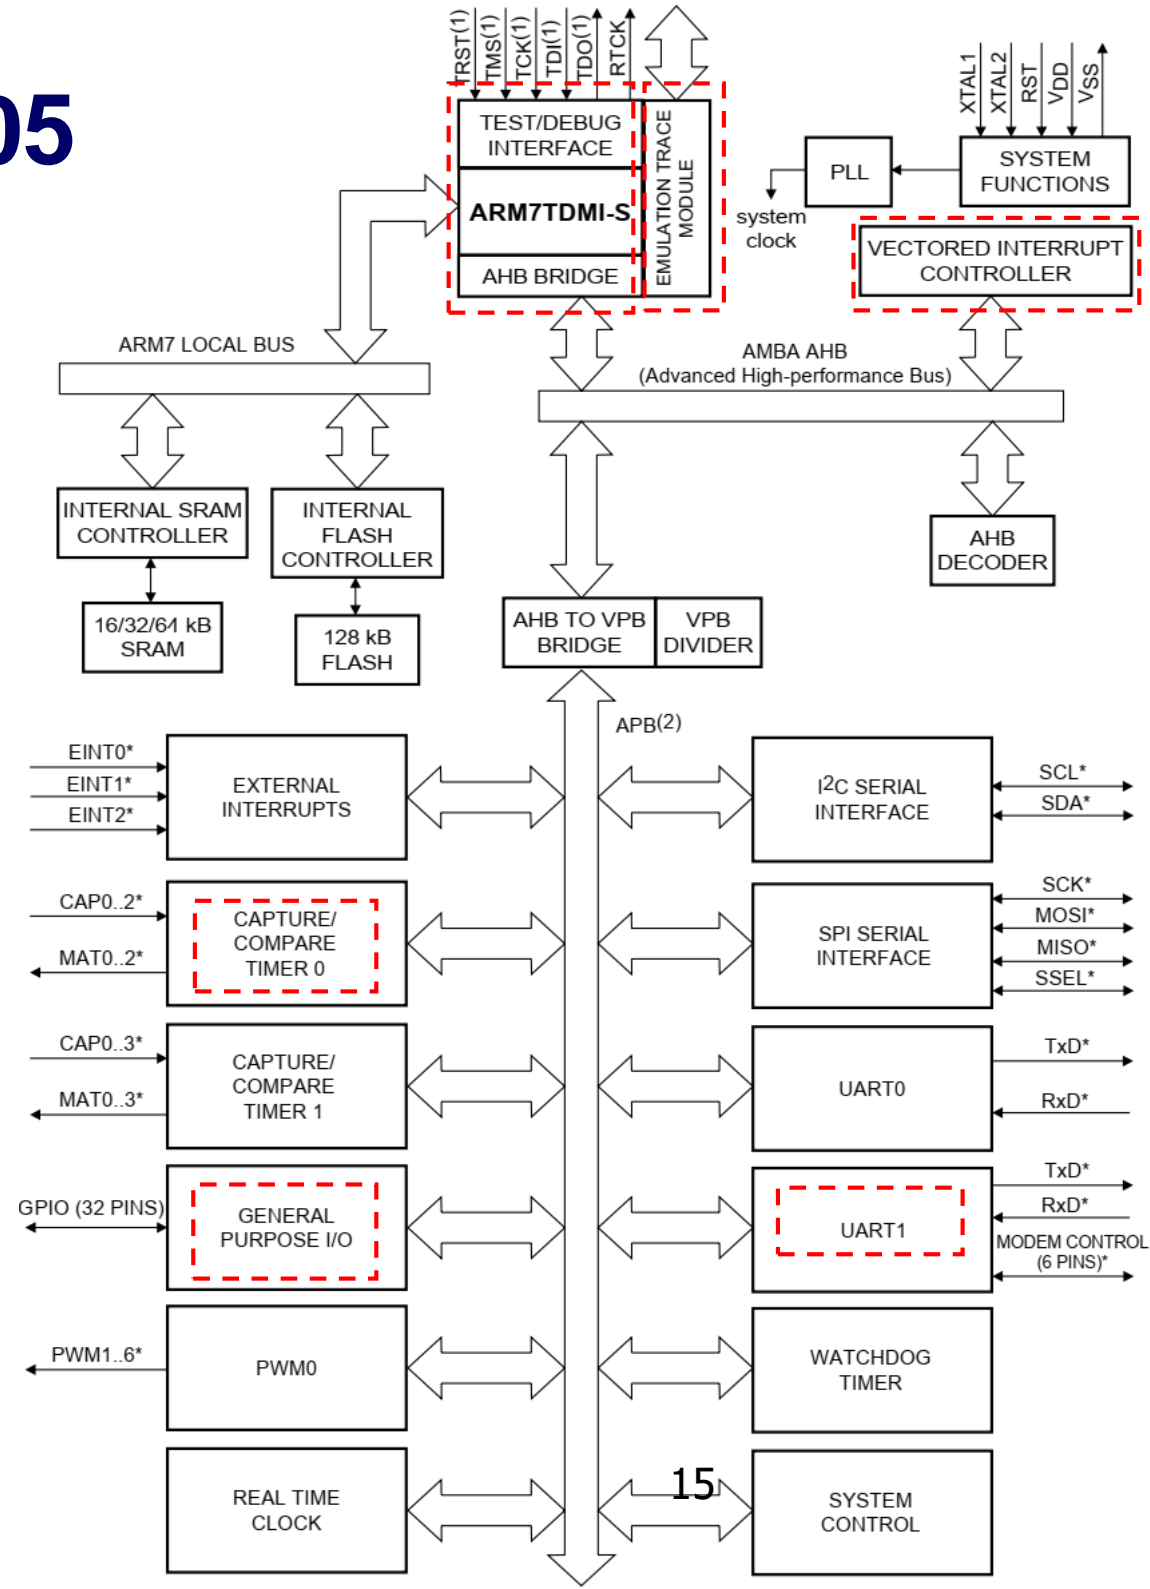 05
TRST(1)
TMS(1)
TCK(1)
TDI(1)
TDO(1)
RTCK
XTAL1
XTAL2
RST
VDD
VSS
TEST/DEBUG
INTERFACE
ARM7TDMI-S
AHB BRIDGE
EMULATION TRACE
MODULE
PLL
SYSTEM
FUNCTIONS
system
clock
VECTORED INTERRUPT
CONTROLLER
ARM7 LOCAL BUS
AMBA AHB
(Advanced High-performance Bus)
INTERNAL SRAM
CONTROLLER
INTERNAL
FLASH
CONTROLLER
AHB
DECODER
16/32/64 kB
SRAM
128 kB
FLASH
AHB TO VPB
BRIDGE
VPB
DIVIDER
APB(2)
EINT0*
EINT1*
EINT2*
EXTERNAL
INTERRUPTS
I2C SERIAL
INTERFACE
SCL*
SDA*
CAP0..2*
MAT0..2*
CAPTURE/
COMPARE
TIMER 0
SPI SERIAL
INTERFACE
SCK*
MOSI*
MISO*
SSEL*
CAP0..3*
MAT0..3*
CAPTURE/
COMPARE
TIMER 1
UART0
TxD*
RxD*
GPIO (32 PINS)
GENERAL
PURPOSE I/O
UART1
TxD*
RxD*
MODEM CONTROL
(6 PINS)*
PWM1..6*
PWM0
WATCHDOG
TIMER
REAL TIME
CLOCK
15
SYSTEM
CONTROL